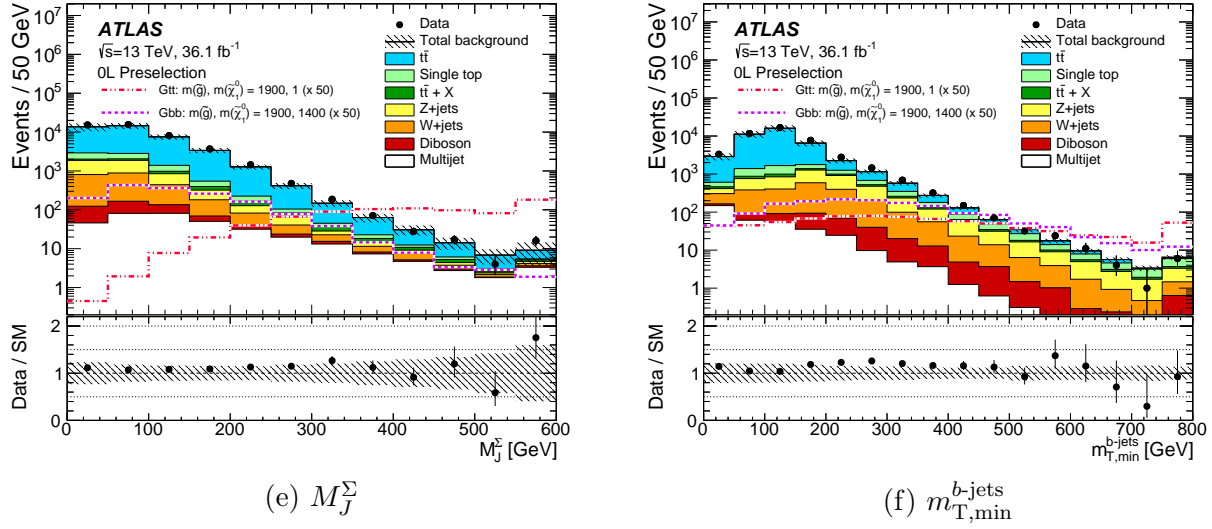 Events / 50 GeV
10⁷
10⁶
10⁵
10⁴
10³
10²
10
1
ATLAS
√s=13 TeV, 36.1 fb⁻¹
0L Preselection
Gtt: m(g̃), m(χ̃₁⁰) = 1900, 1 (x 50)
Gbb: m(g̃), m(χ̃₁⁰) = 1900, 1400 (x 50)
Data
Total background
tt̄
Single top
tt̄ + X
Z+jets
W+jets
Diboson
Multijet
Data / SM
2
1
0
0 100 200 300 400 500 600
M_J^Σ [GeV]
(e) M_J^Σ
Events / 50 GeV
10⁷
10⁶
10⁵
10⁴
10³
10²
10
1
ATLAS
√s=13 TeV, 36.1 fb⁻¹
0L Preselection
Gtt: m(g̃), m(χ̃₁⁰) = 1900, 1 (x 50)
Gbb: m(g̃), m(χ̃₁⁰) = 1900, 1400 (x 50)
Data
Total background
tt̄
Single top
tt̄ + X
Z+jets
W+jets
Diboson
Multijet
Data / SM
2
1
0
0 100 200 300 400 500 600 700 800
m_{T,min}^{b-jets} [GeV]
(f) m_{T,min}^{b-jets}